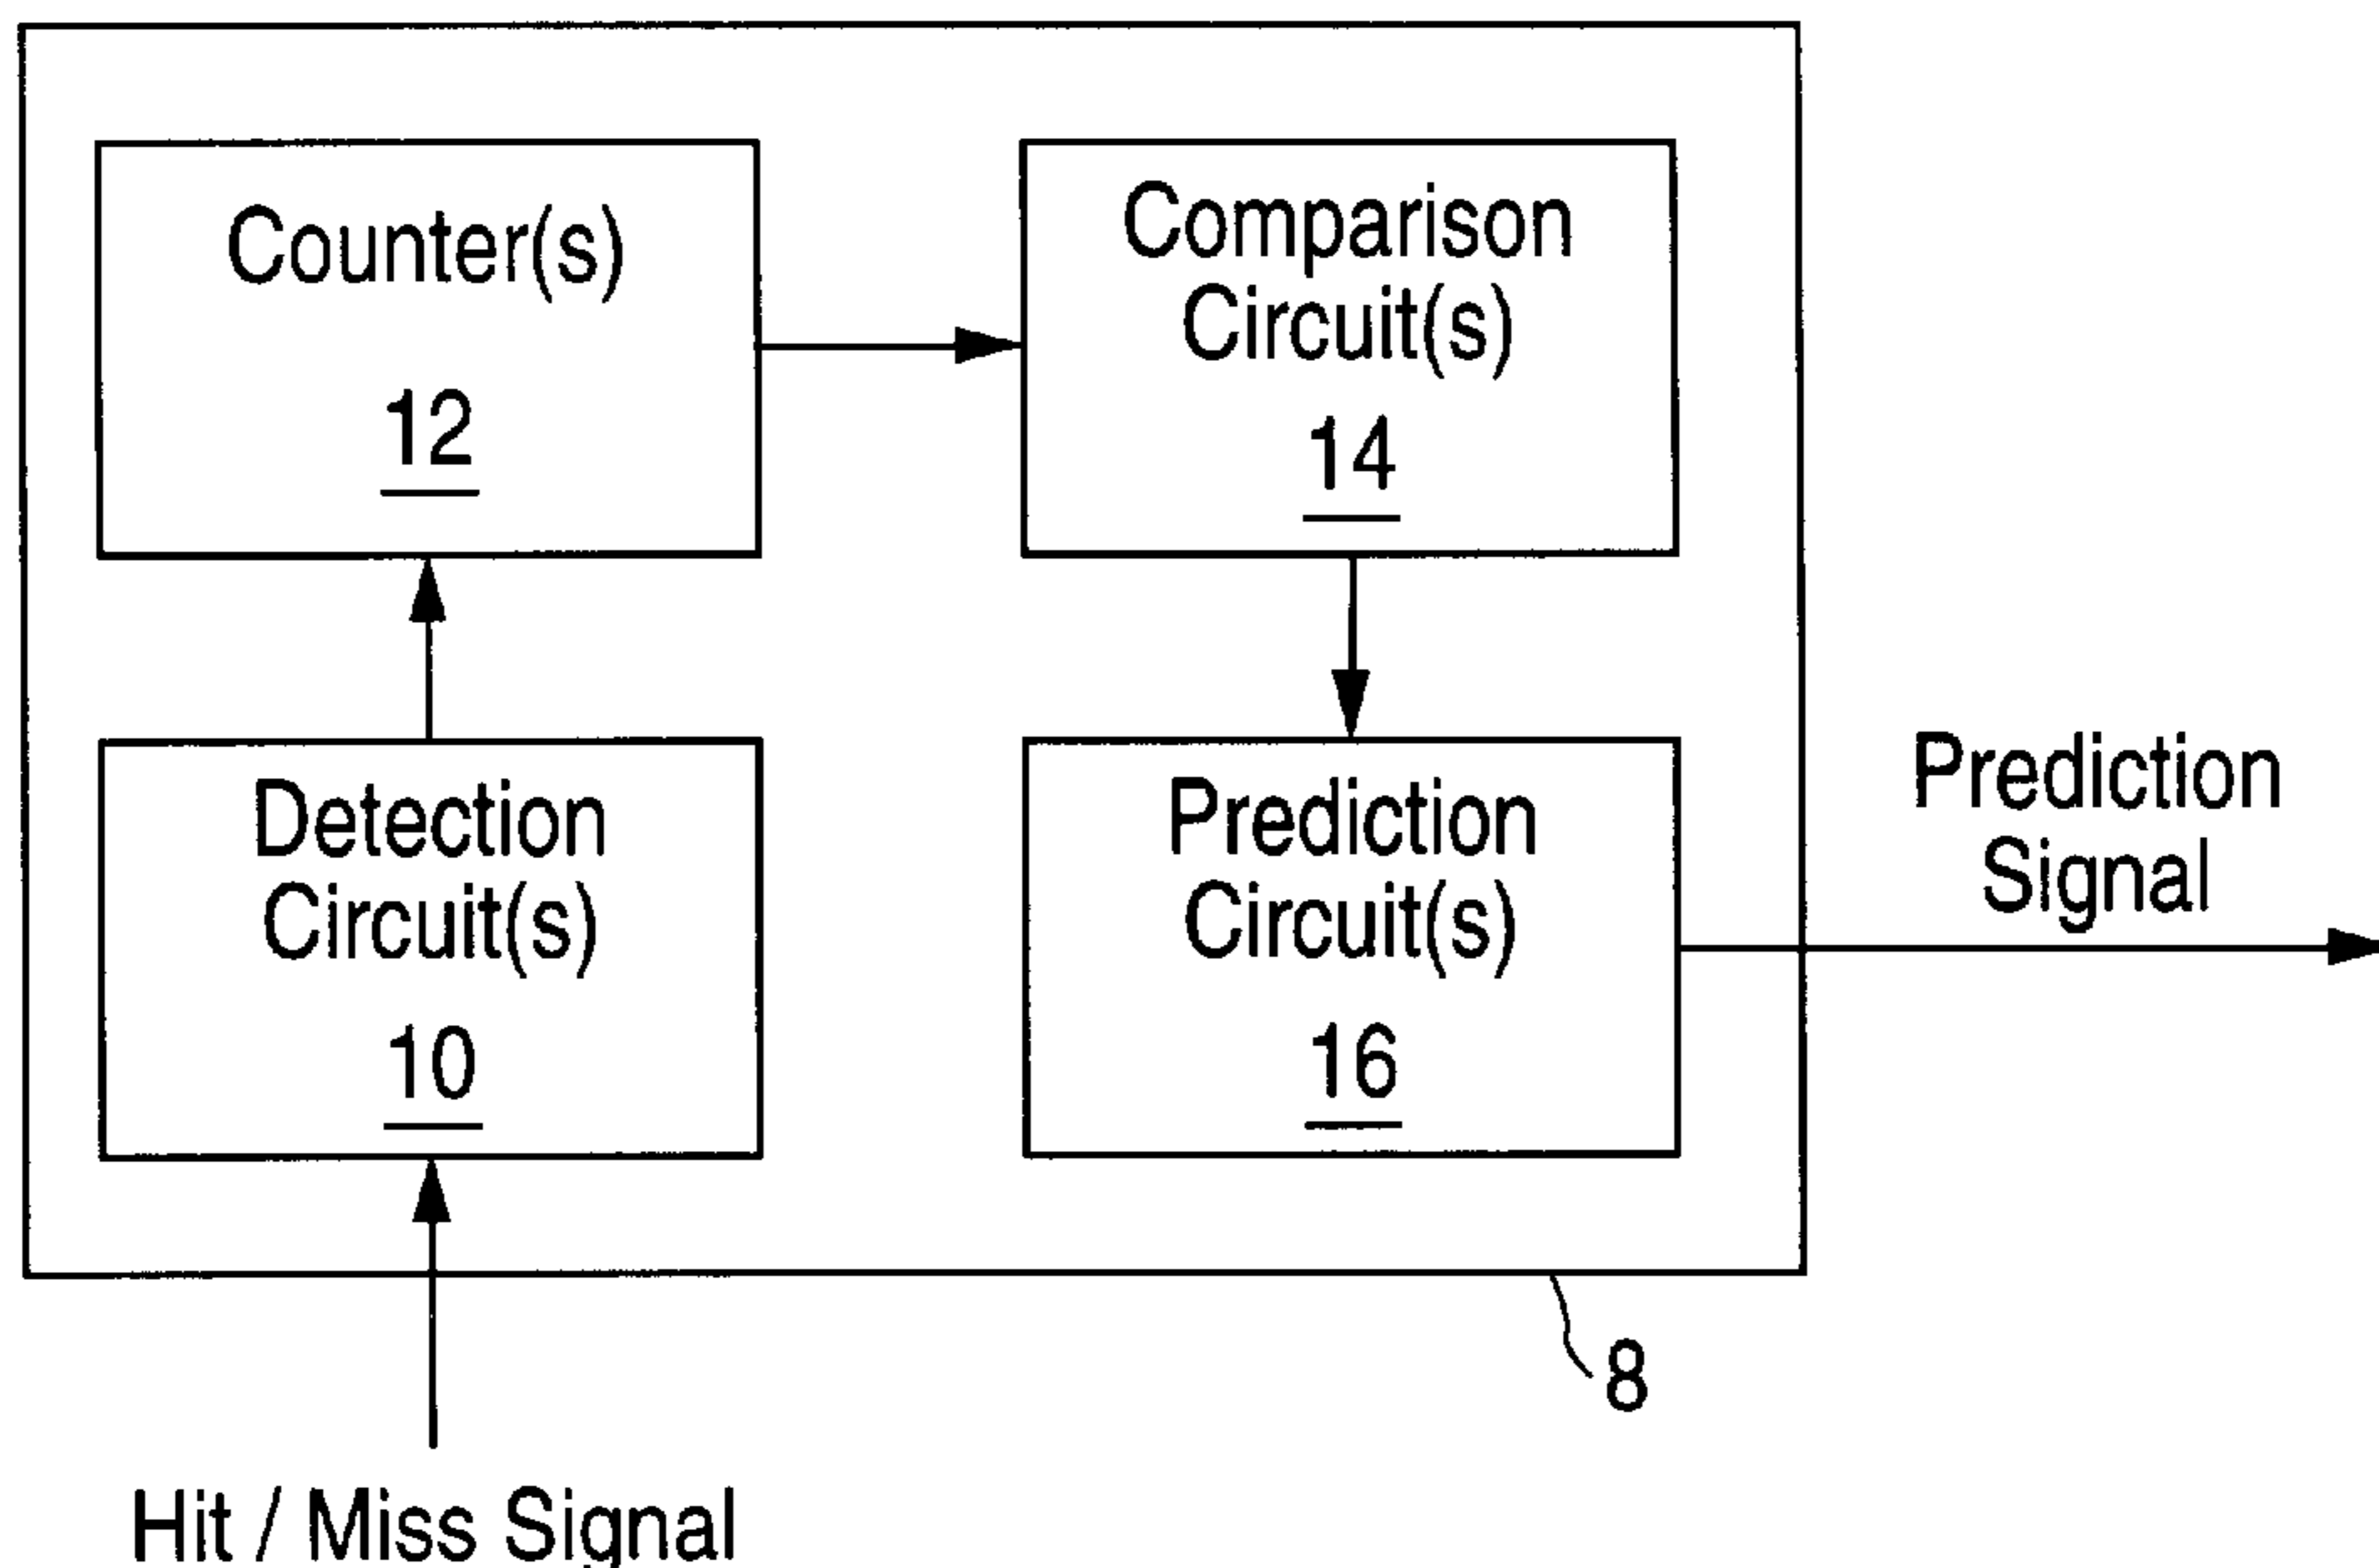 Counter(s)
12
Comparison
Circuit(s)
14
Detection
Circuit(s)
10
Prediction
Circuit(s)
16
Prediction
Signal
8
Hit / Miss Signal